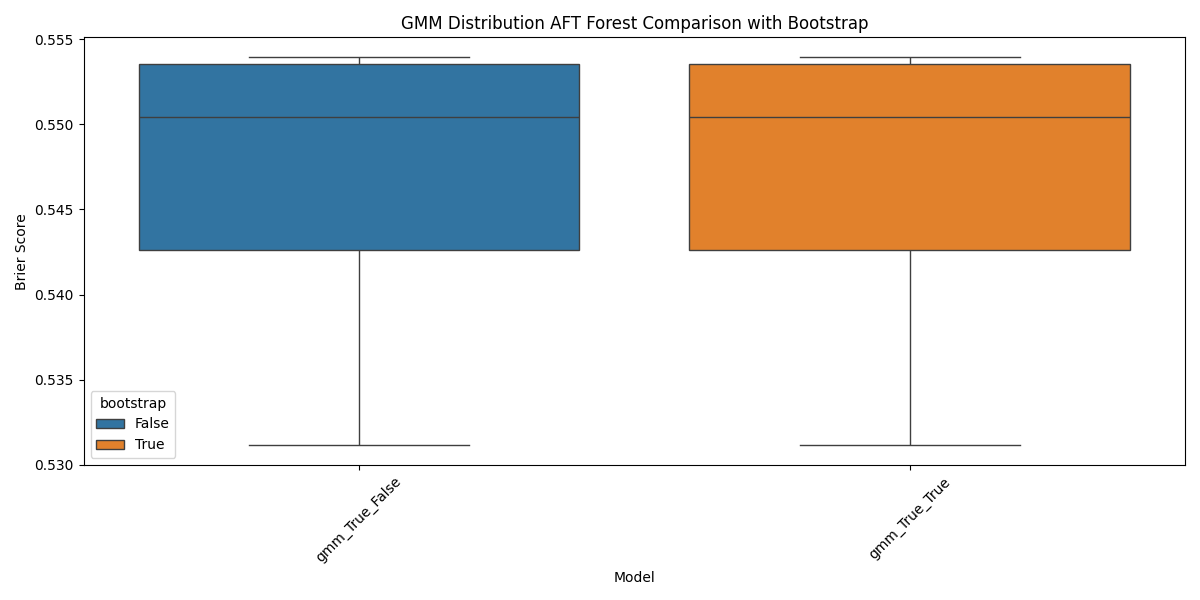 GMM Distribution AFT Forest Comparison with Bootstrap
Brier Score
0.555
0.550
0.545
0.540
0.535
0.530
bootstrap
False
True
gmm_True_False
gmm_True_True
Model